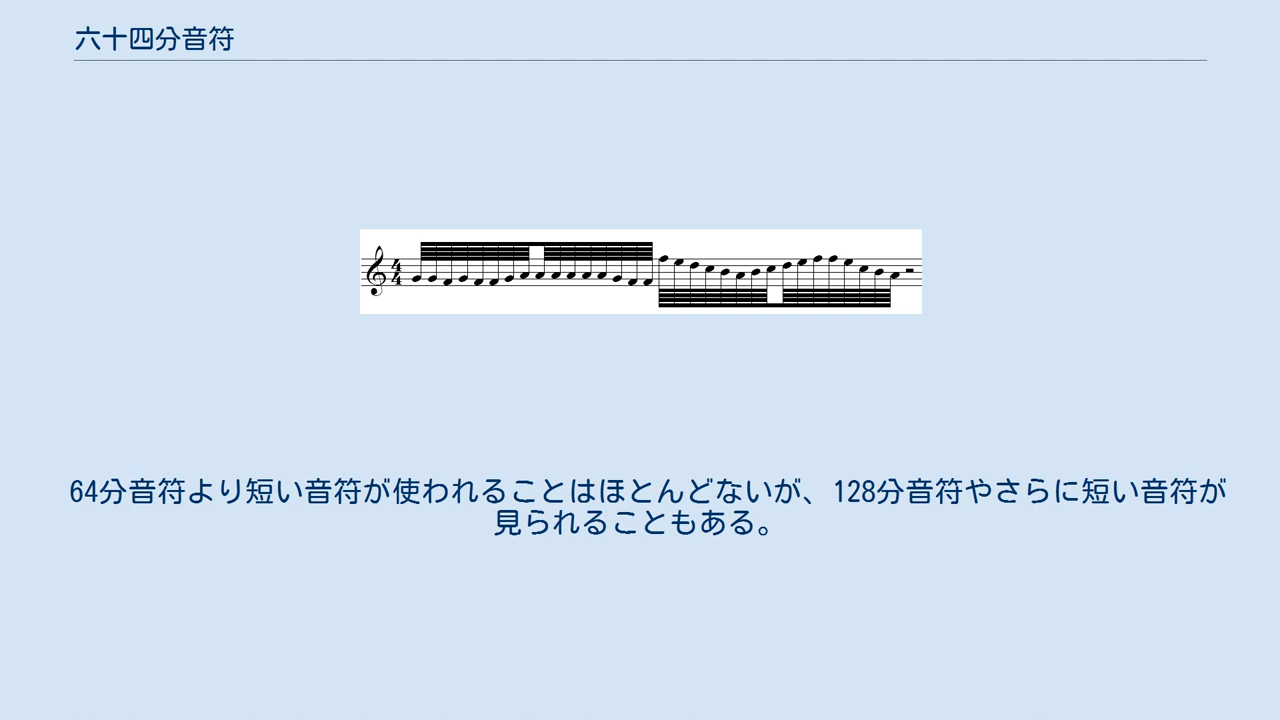 六十四分音符
64分音符より短い音符が使われることはほとんどないが、128分音符やさらに短い音符が
見られることもある。